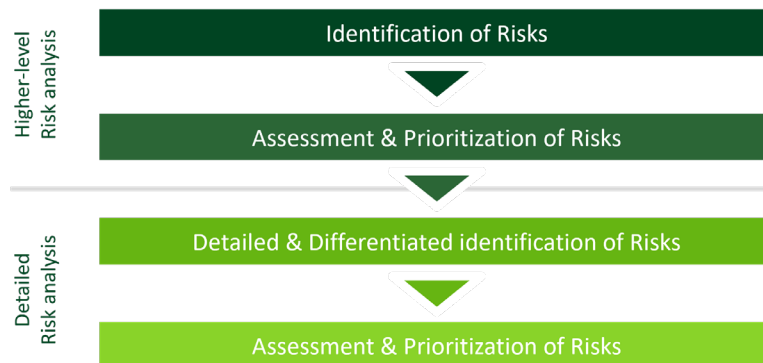 Higher-level
Risk analysis
Identification of Risks
Assessment & Prioritization of Risks
Detailed
Risk analysis
Detailed & Differentiated identification of Risks
Assessment & Prioritization of Risks